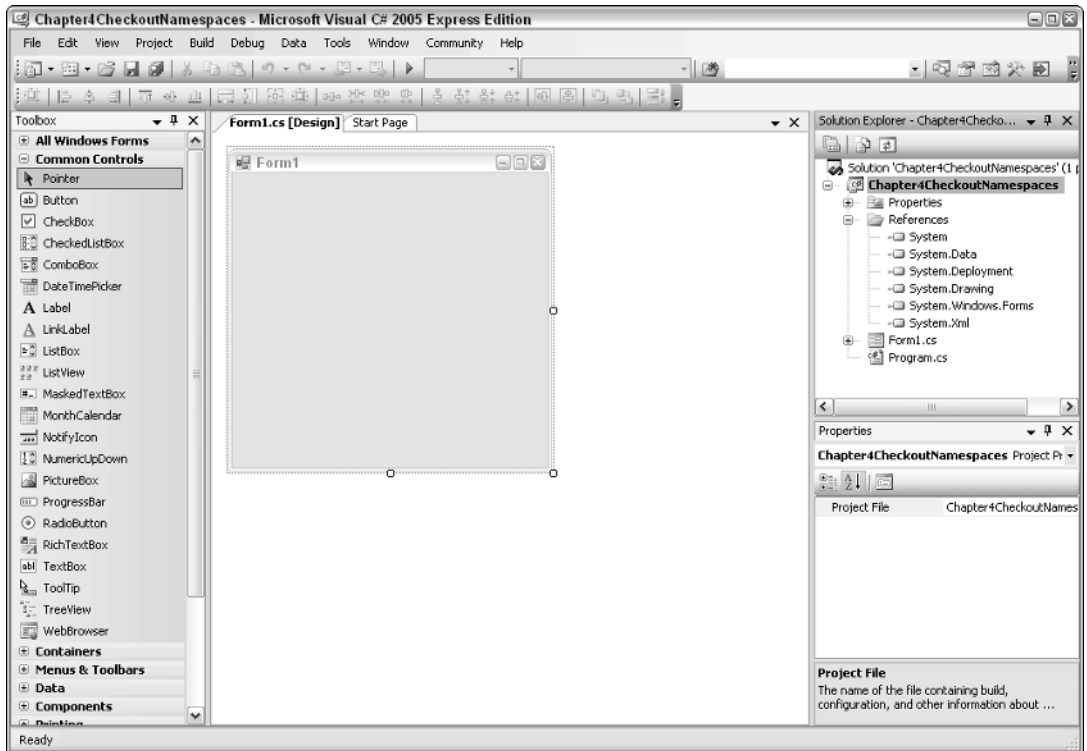 Chapter4CheckoutNamespaces - Microsoft Visual C# 2005 Express Edition
File Edit View Project Build Debug Data Tools Window Community Help
Toolbox
All Windows Forms
Common Controls
Pointer
Button
CheckBox
CheckedListBox
ComboBox
DateTimePicker
Label
LinkLabel
ListBox
ListView
MaskedTextBox
MonthCalendar
NotifyIcon
NumericUpDown
PictureBox
ProgressBar
RadioButton
RichTextBox
TextBox
ToolTip
TreeView
WebBrowser
Containers
Menus & Toolbars
Data
Components
Printing
Form1.cs [Design] Start Page
Form1
Solution Explorer - Chapter4Checko...
Solution 'Chapter4CheckoutNamespaces' (1 p
Chapter4CheckoutNamespaces
Properties
References
System
System.Data
System.Deployment
System.Drawing
System.Windows.Forms
System.Xml
Form1.cs
Program.cs
Properties
Chapter4CheckoutNamespaces Project Pr
Project File Chapter4CheckoutNames
Project File
The name of the file containing build,
configuration, and other information about ...
Ready